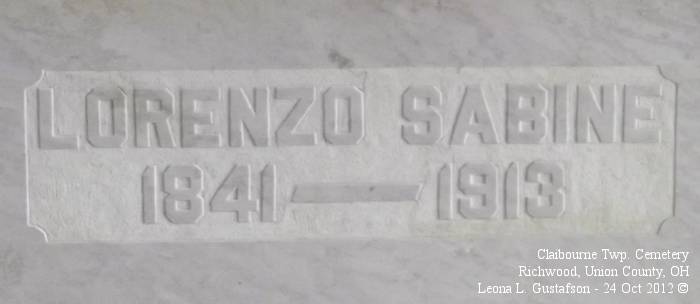 LORENZO SABINE
1841 — 1913
Claibourne Twp. Cemetery
Richwood, Union County, OH
Leona L. Gustafson - 24 Oct 2012 ©